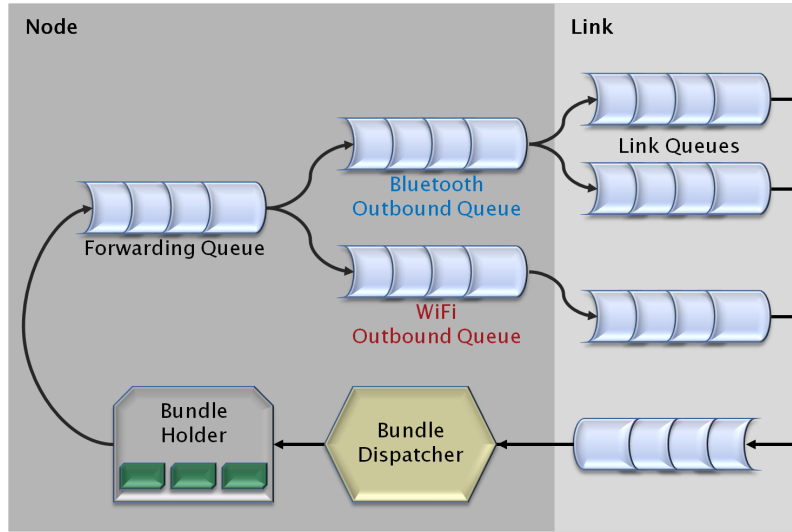 Node
Link
Link Queues
Bluetooth
Outbound Queue
Forwarding Queue
WiFi
Outbound Queue
Bundle
Holder
Bundle
Dispatcher